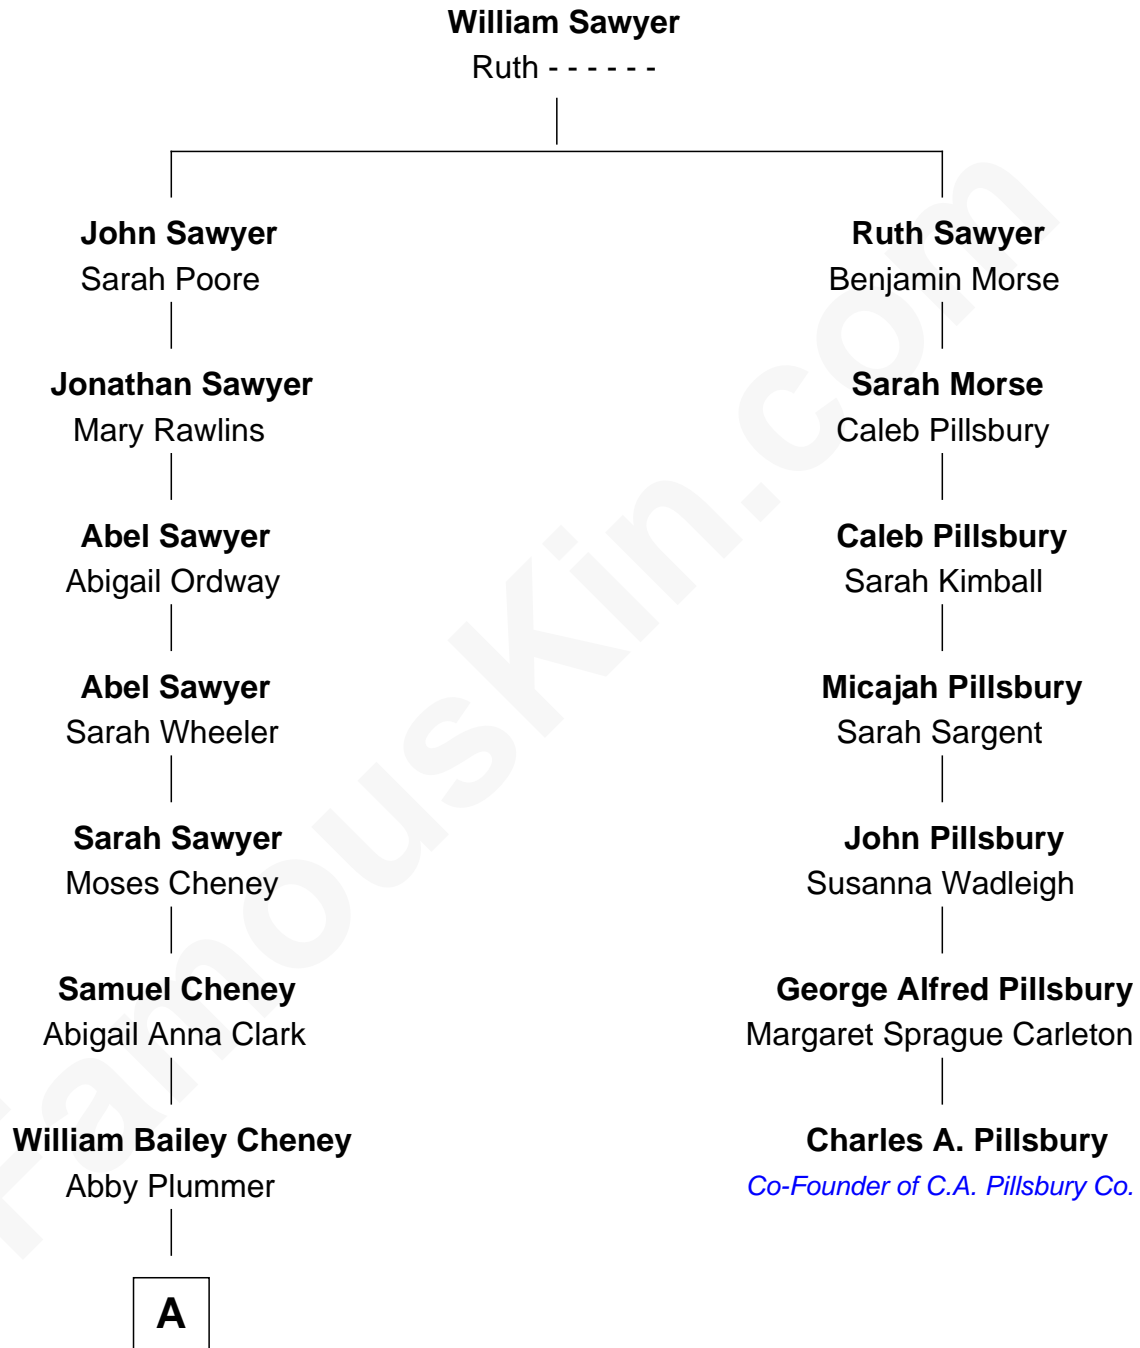 William Sawyer
Ruth - - - - - -
John Sawyer
Sarah Poore
Ruth Sawyer
Benjamin Morse
Jonathan Sawyer
Mary Rawlins
Sarah Morse
Caleb Pillsbury
Abel Sawyer
Abigail Ordway
Caleb Pillsbury
Sarah Kimball
Abel Sawyer
Sarah Wheeler
Micajah Pillsbury
Sarah Sargent
Sarah Sawyer
Moses Cheney
John Pillsbury
Susanna Wadleigh
Samuel Cheney
Abigail Anna Clark
George Alfred Pillsbury
Margaret Sprague Carleton
William Bailey Cheney
Abby Plummer
Charles A. Pillsbury
Co-Founder of C.A. Pillsbury Co.
A
FamousKin.com